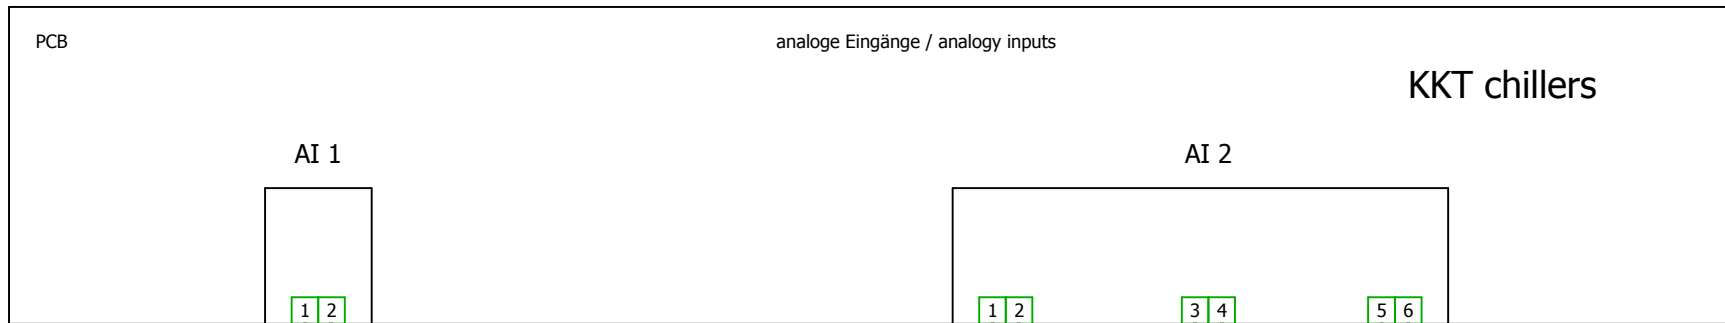 PCB analoge Eingänge / analogy inputs
KKT chillers
AI 1 AI 2
1 2 1 2 3 4 5 6